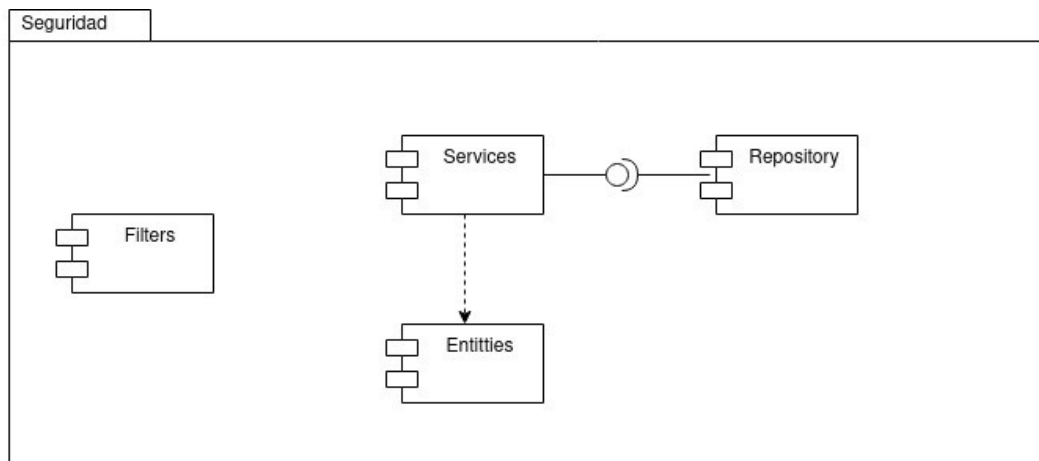 Seguridad
Services
Repository
Filters
Entitties